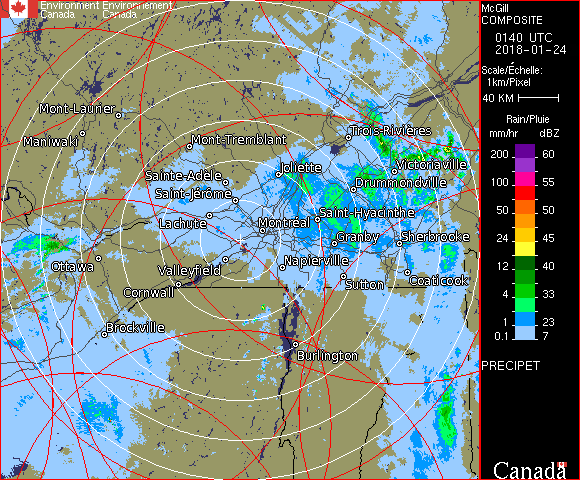 Environment Environnement
Canada Canada
McGill
COMPOSITE
0140 UTC
2018-01-24
Scale/Échelle:
1km/Pixel
40 KM
Rain/Pluie
mm/hr dBZ
200 60
100 55
50 50
24 45
12 40
4 33
1 23
0.1 7
PRECIPET
Canada
Mont-Laurier
Maniwaki
Mont-Tremblant
Trois-Rivières
Sainte-Adèle
Joliette
Victoriaville
Saint-Jérôme
Drummondville
Lachute
Saint-Hyacinthe
Montréal
Granby
Sherbrooke
Ottawa
Valleyfield
Napierville
Cornwall
Sutton
Coaticook
Brockville
Burlington